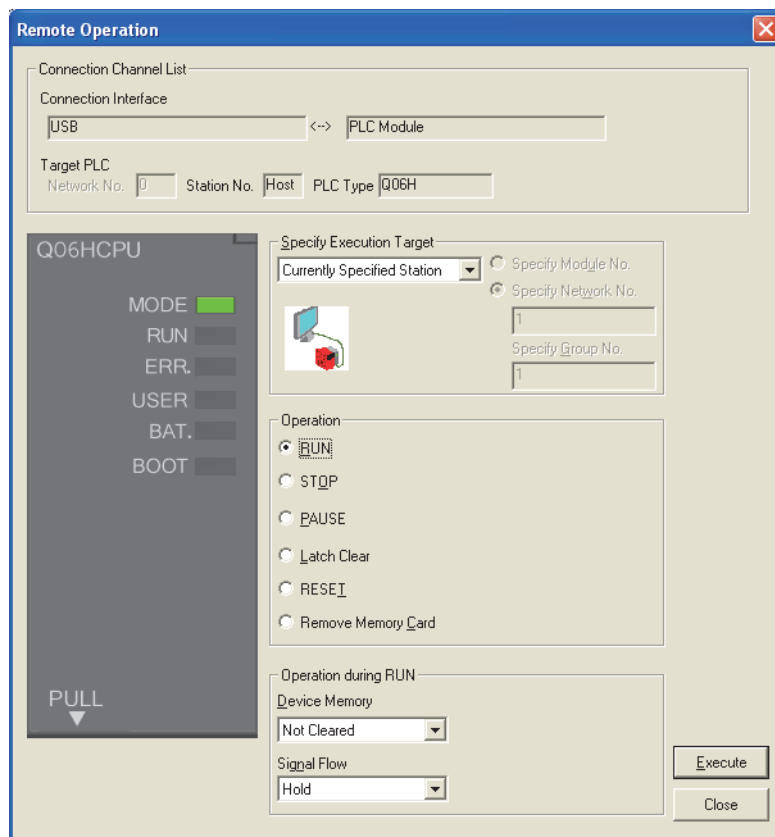 Remote Operation
Connection Channel List
Connection Interface
USB <--> PLC Module
Target PLC
Network No. 0 Station No. Host PLC Type Q06H
Q06HCPU
MODE
RUN
ERR.
USER
BAT.
BOOT
PULL
Specify Execution Target
Currently Specified Station
Specify Module No.
Specify Network No.
1
Specify Group No.
1
Operation
RUN
STOP
PAUSE
Latch Clear
RESET
Remove Memory Card
Operation during RUN
Device Memory
Not Cleared
Signal Flow
Hold
Execute
Close